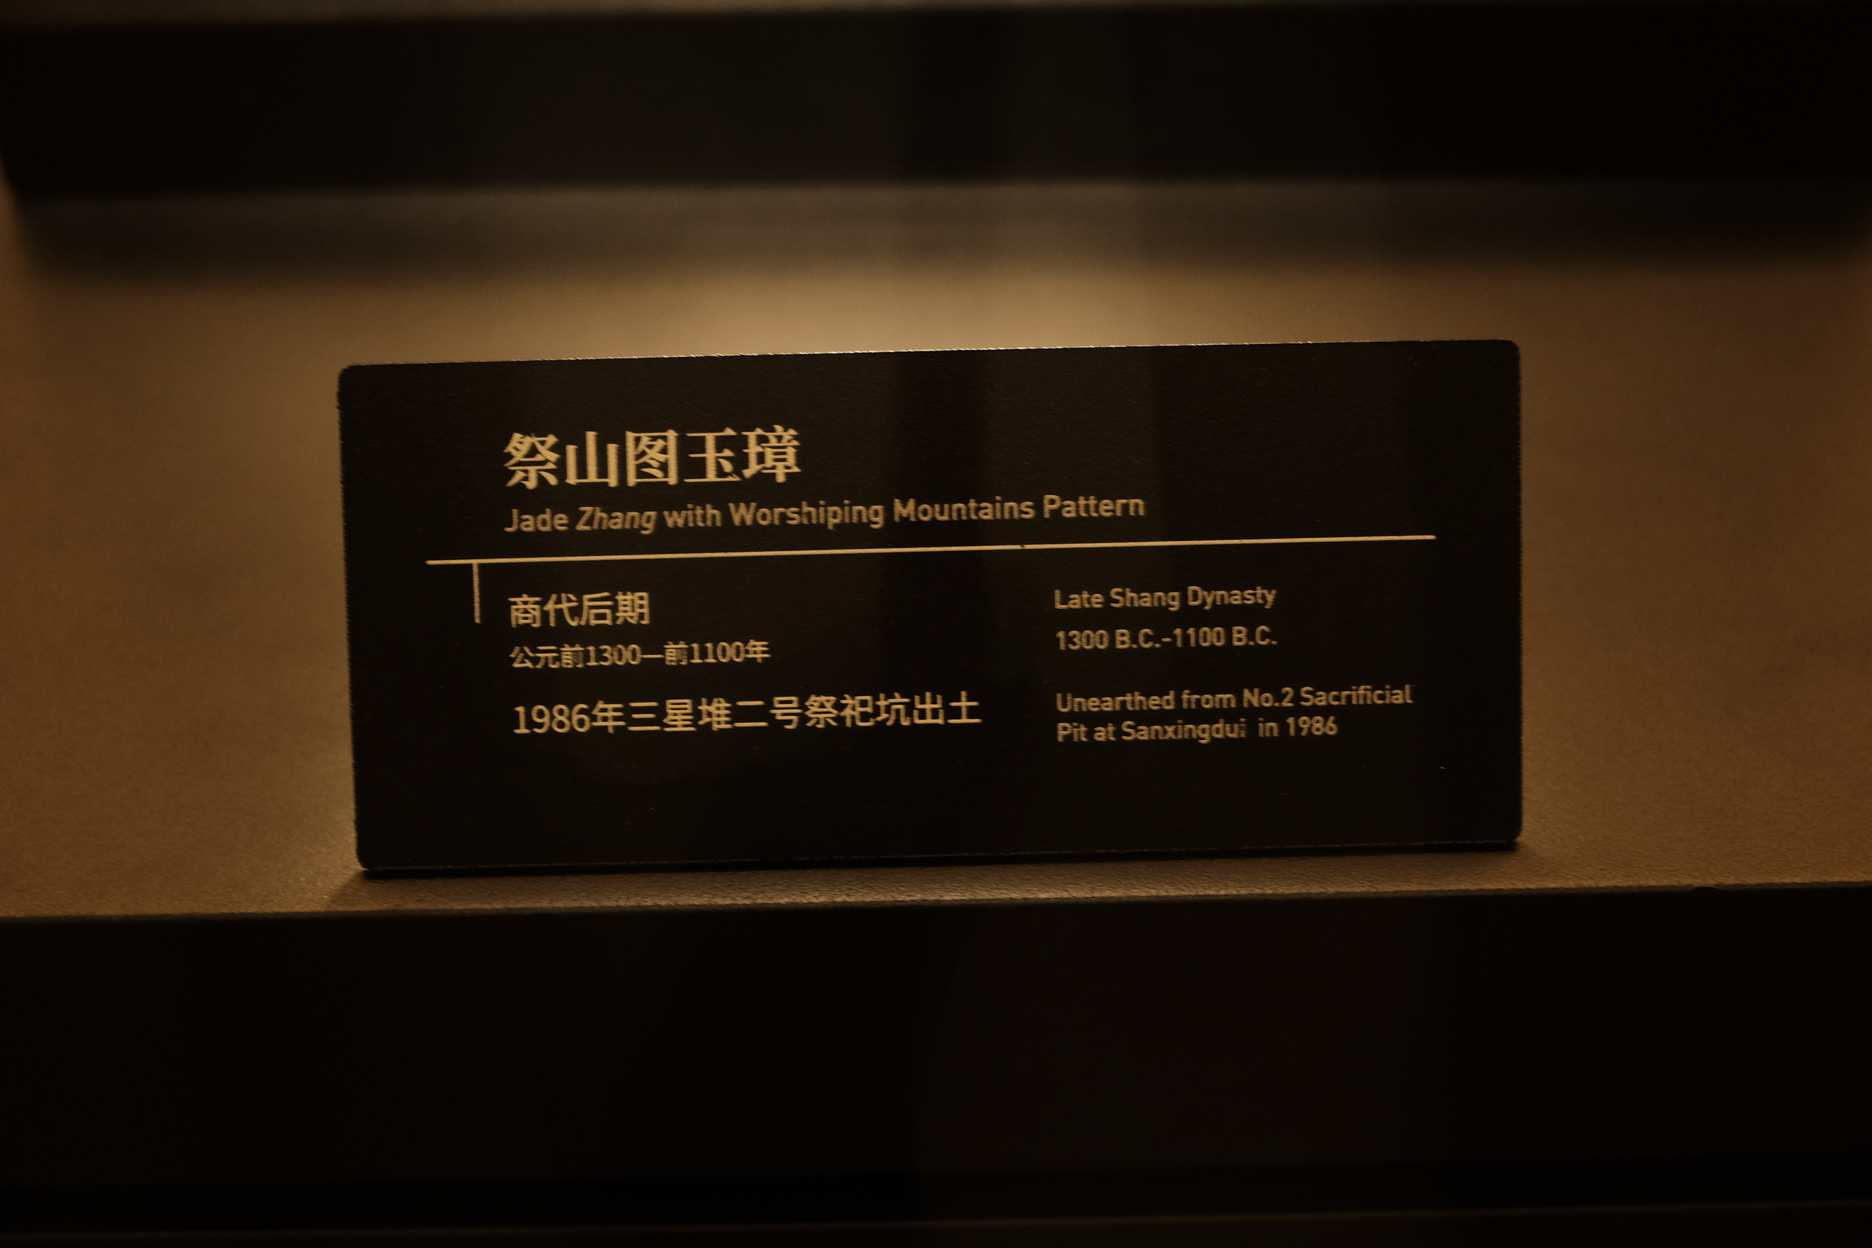 祭山图玉璋
Jade Zhang with Worshiping Mountains Pattern
商代后期
公元前1300—前1100年
1986年三星堆二号祭祀坑出土
Late Shang Dynasty
1300 B.C.-1100 B.C.
Unearthed from No.2 Sacrificial
Pit at Sanxingdui in 1986